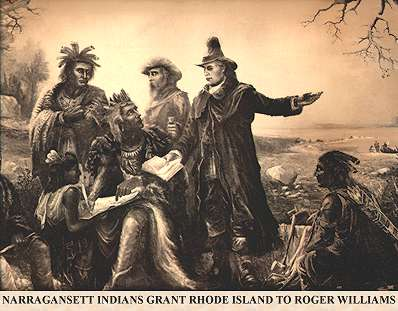 NARRAGANSETT INDIANS GRANT RHODE ISLAND TO ROGER WILLIAMS